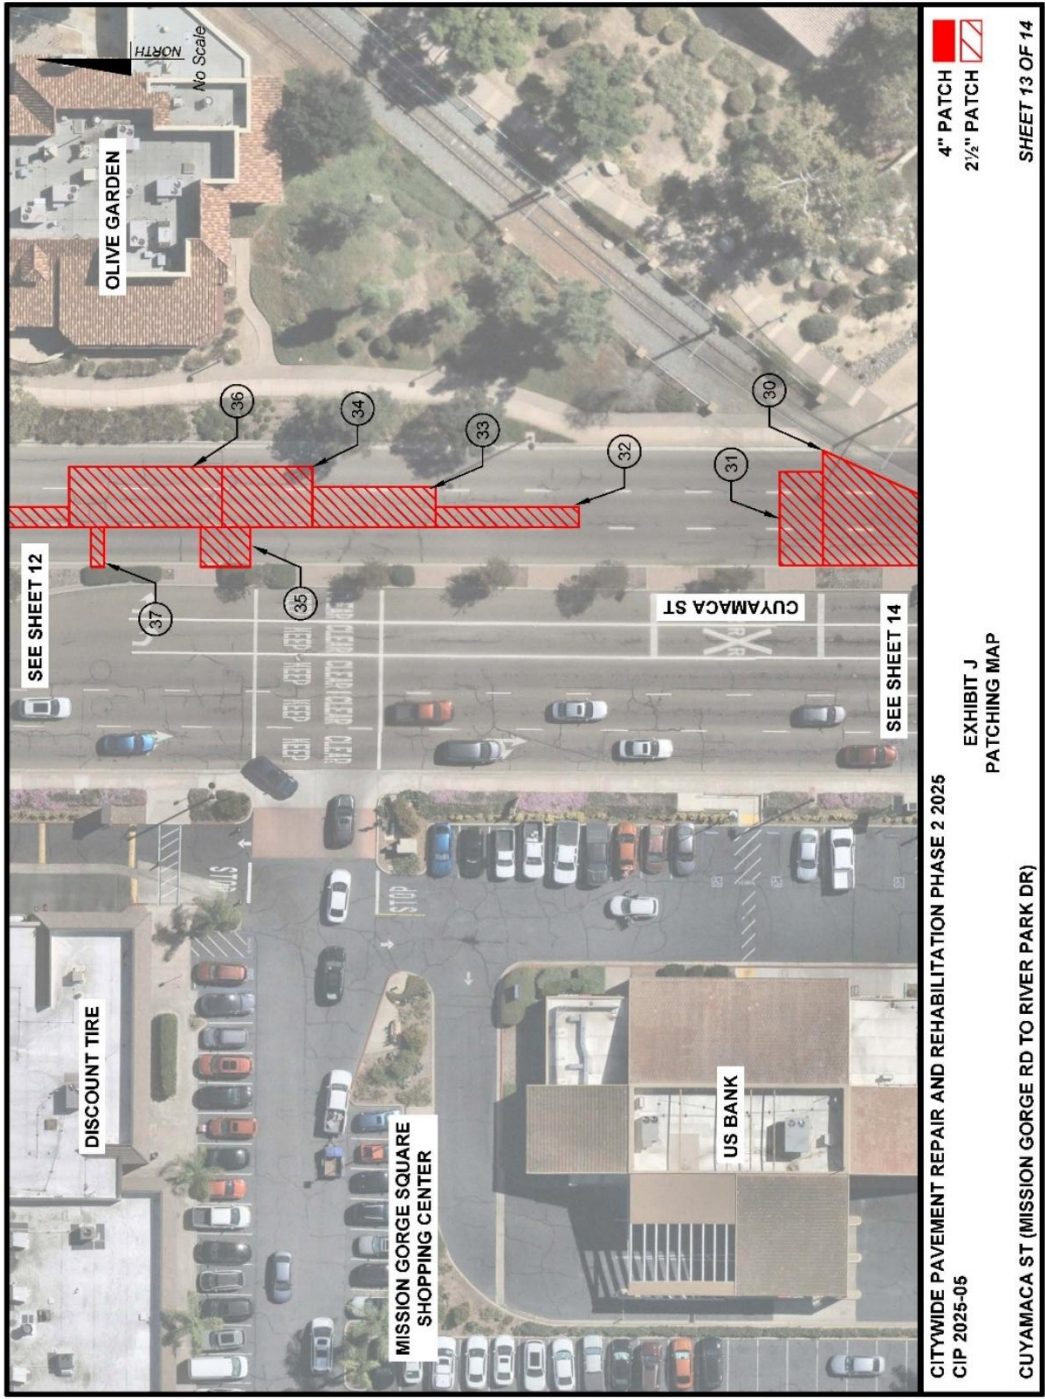 NORTH
No Scale
OLIVE GARDEN
4" PATCH
2½" PATCH
SHEET 13 OF 14
36
34
33
32
31
30
37
35
SEE SHEET 12
CUYAMACA ST
SEE SHEET 14
KEEP KEEP KEEP KEEP
CLEAR CLEAR CLEAR CLEAR
R R
STOP
STOP
DISCOUNT TIRE
MISSION GORGE SQUARE
SHOPPING CENTER
US BANK
EXHIBIT J
PATCHING MAP
CITYWIDE PAVEMENT REPAIR AND REHABILITATION PHASE 2 2025
CIP 2025-05
CUYAMACA ST (MISSION GORGE RD TO RIVER PARK DR)